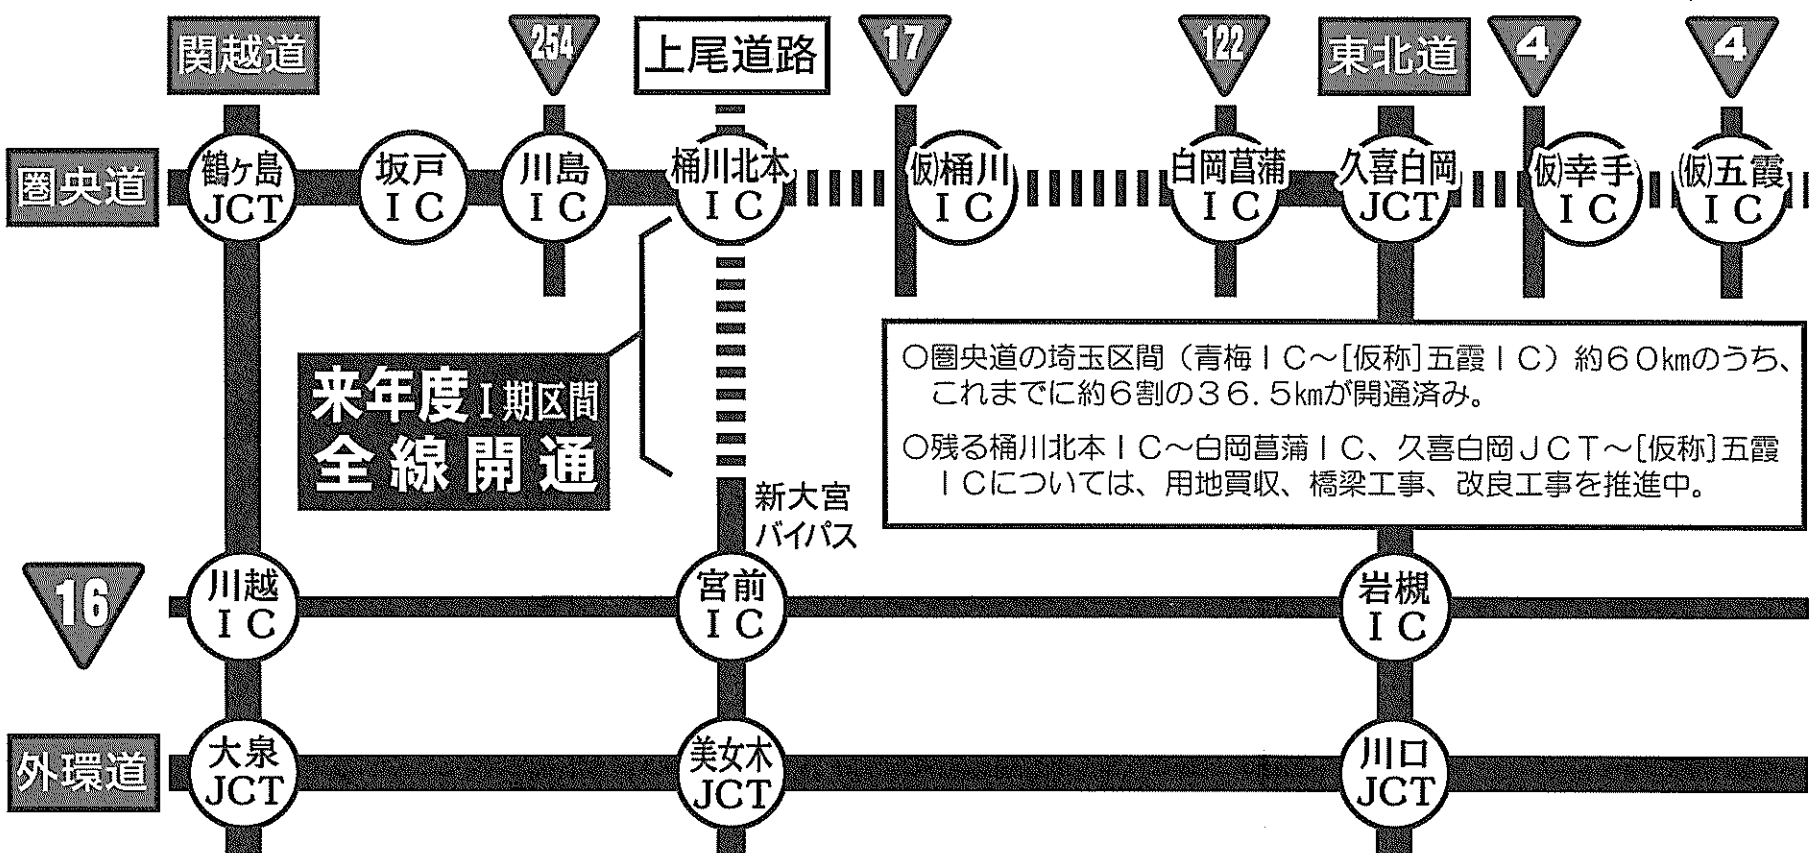 関越道
254
上尾道路
17
122
東北道
4
4
圏央道
鶴ヶ島
JCT
坂戸
IC
川島
IC
桶川北本
IC
(仮)桶川
IC
白岡菖蒲
IC
久喜白岡
JCT
(仮)幸手
IC
(仮)五霞
IC
来年度Ⅰ期区間
全線開通
○圏央道の埼玉区間（青梅ＩＣ～[仮称]五霞ＩＣ）約６０㎞のうち、
これまでに約６割の３６.５㎞が開通済み。
○残る桶川北本ＩＣ～白岡菖蒲ＩＣ、久喜白岡ＪＣＴ～[仮称]五霞
ＩＣについては、用地買収、橋梁工事、改良工事を推進中。
新大宮
バイパス
16
川越
IC
宮前
IC
岩槻
IC
外環道
大泉
JCT
美女木
JCT
川口
JCT